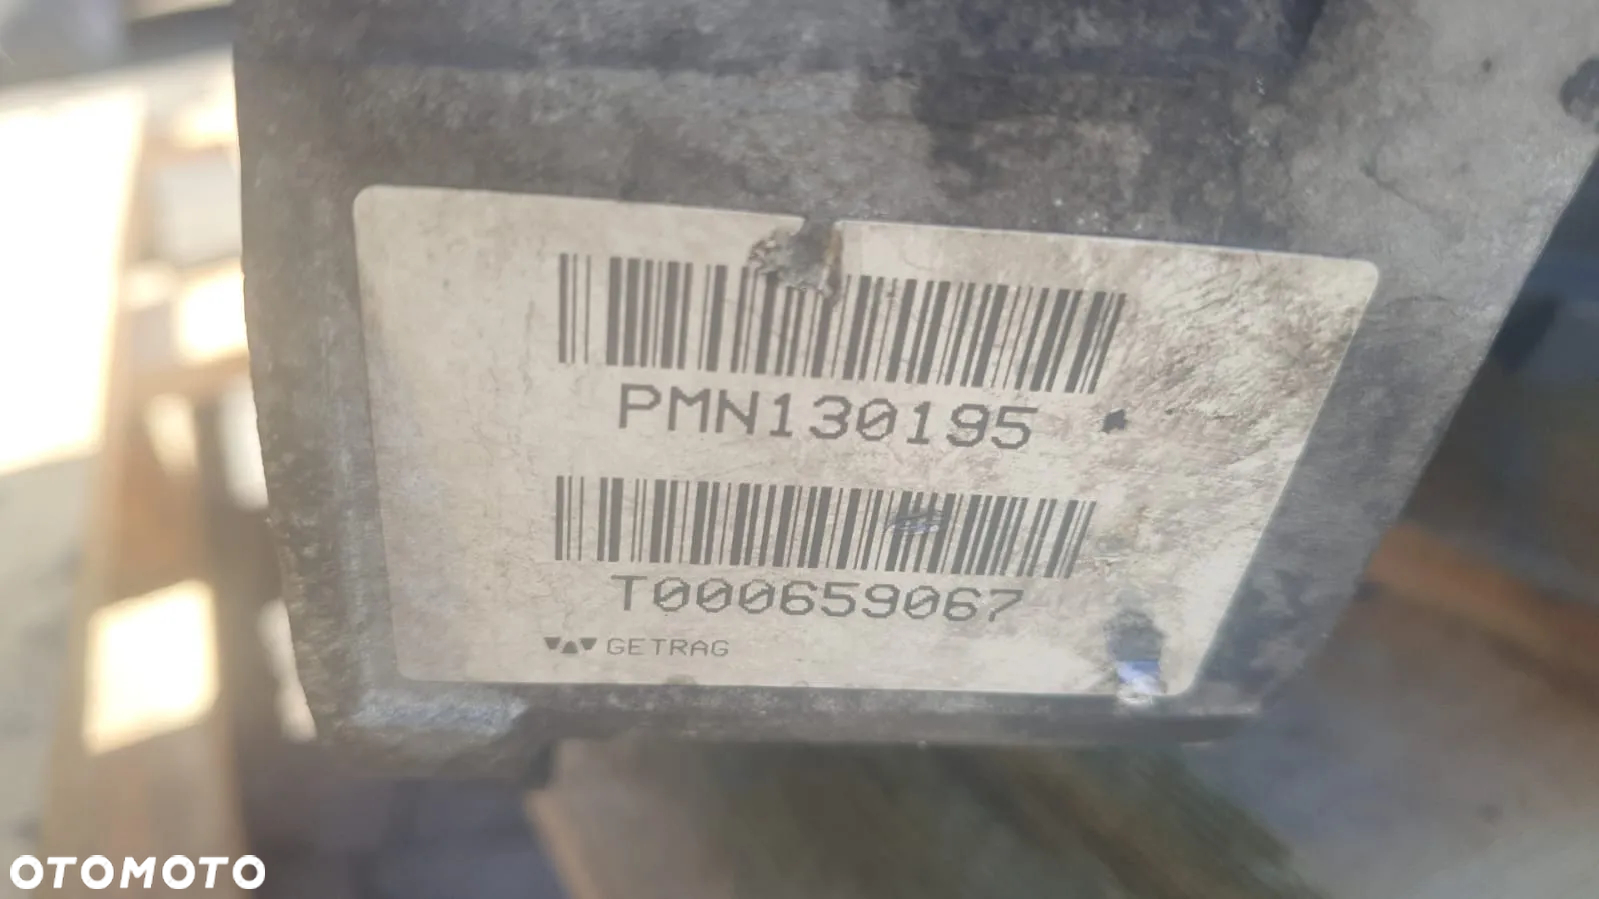 PMN130195
T000659067
GETRAG
OTOMOTO